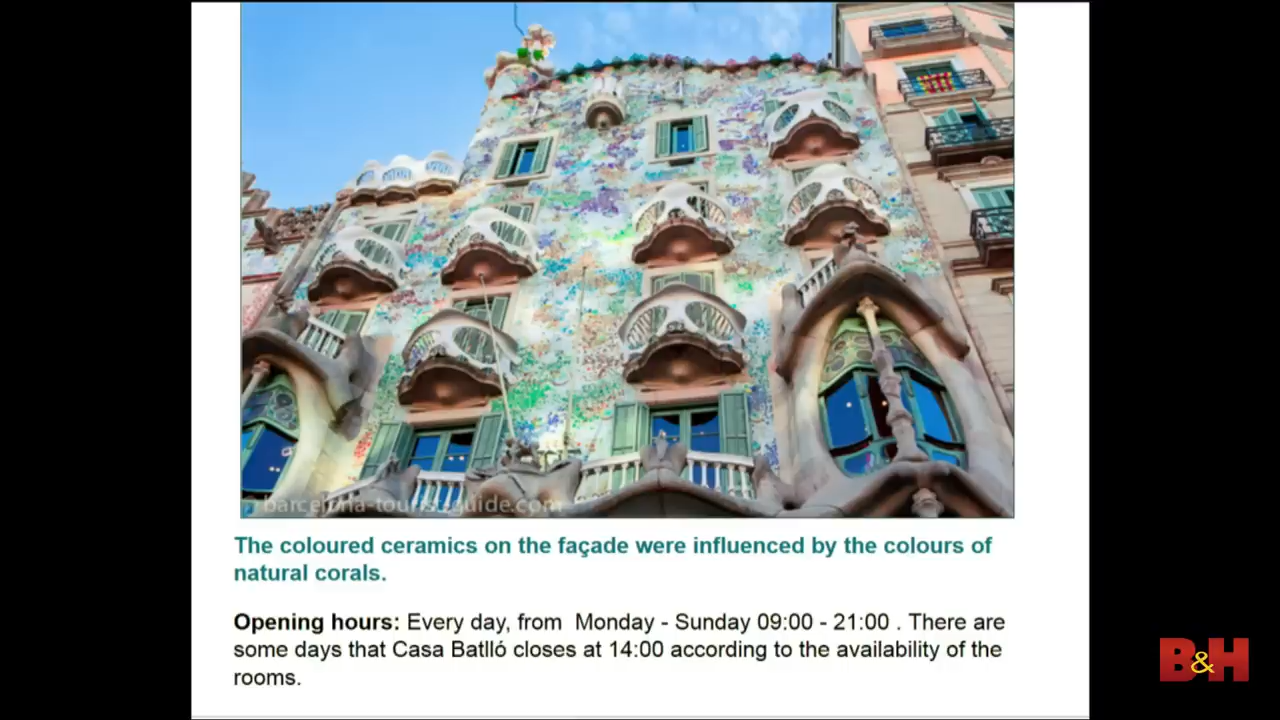 barcelona-tourist-guide.com
The coloured ceramics on the façade were influenced by the colours of
natural corals.
Opening hours: Every day, from  Monday - Sunday 09:00 - 21:00 . There are
some days that Casa Batlló closes at 14:00 according to the availability of the
rooms.
B&H